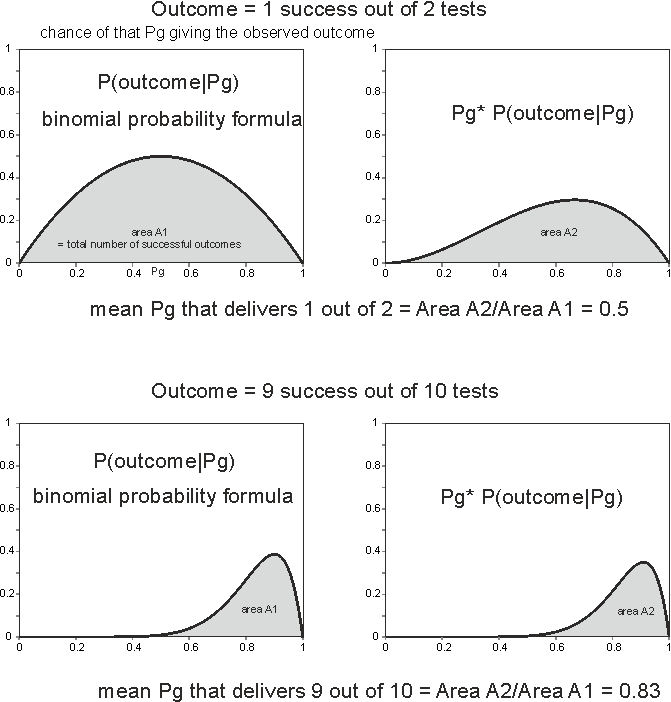 Outcome = 1 success out of 2 tests
chance of that Pg giving the observed outcome
1
0.8
0.6
0.4
0.2
0
P(outcome|Pg)
binomial probability formula
area A1
= total number of successful outcomes
0 0.2 0.4 0.6 0.8 1
Pg
1
0.8
0.6
0.4
0.2
0
Pg* P(outcome|Pg)
area A2
0 0.2 0.4 0.6 0.8 1
mean Pg that delivers 1 out of 2 = Area A2/Area A1 = 0.5
Outcome = 9 success out of 10 tests
1
0.8
0.6
0.4
0.2
0
P(outcome|Pg)
binomial probability formula
area A1
0 0.2 0.4 0.6 0.8 1
1
0.8
0.6
0.4
0.2
0
Pg* P(outcome|Pg)
area A2
0 0.2 0.4 0.6 0.8 1
mean Pg that delivers 9 out of 10 = Area A2/Area A1 = 0.83